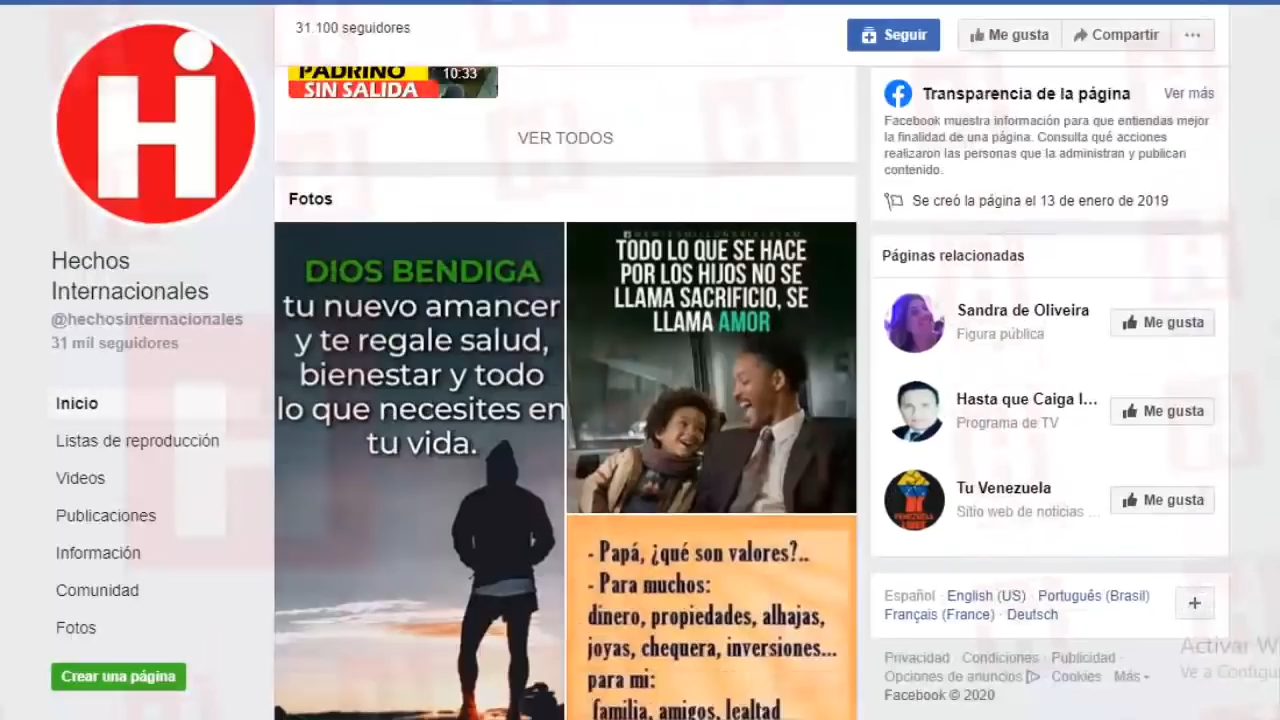 31.100 seguidores
Seguir
Me gusta
Compartir
Hi
Hechos
Internacionales
@hechosinternacionales
31 mil seguidores
Inicio
Listas de reproducción
Videos
Publicaciones
Información
Comunidad
Fotos
Crear una página
PADRINO
10:33
SIN SALIDA
VER TODOS
Fotos
DIOS BENDIGA
tu nuevo amancer
y te regale salud,
bienestar y todo
lo que necesites en
tu vida.
TODO LO QUE SE HACE
POR LOS HIJOS NO SE
LLAMA SACRIFICIO, SE
LLAMA AMOR
- Papá, ¿qué son valores?..
- Para muchos:
dinero, propiedades, alhajas,
joyas, chequera, inversiones...
para mi:
familia, amigos, lealtad
Transparencia de la página
Ver más
Facebook muestra información para que entiendas mejor
la finalidad de una página. Consulta qué acciones
realizaron las personas que la administran y publican
contenido.
Se creó la página el 13 de enero de 2019
Páginas relacionadas
Sandra de Oliveira
Figura pública
Me gusta
Hasta que Caiga l...
Programa de TV
Me gusta
Tu Venezuela
Sitio web de noticias ...
Me gusta
Español · English (US) · Português (Brasil) ·
Français (France) · Deutsch
Privacidad · Condiciones · Publicidad ·
Opciones de anuncios · Cookies · Más
Facebook © 2020
Activar W
Ve a Configu